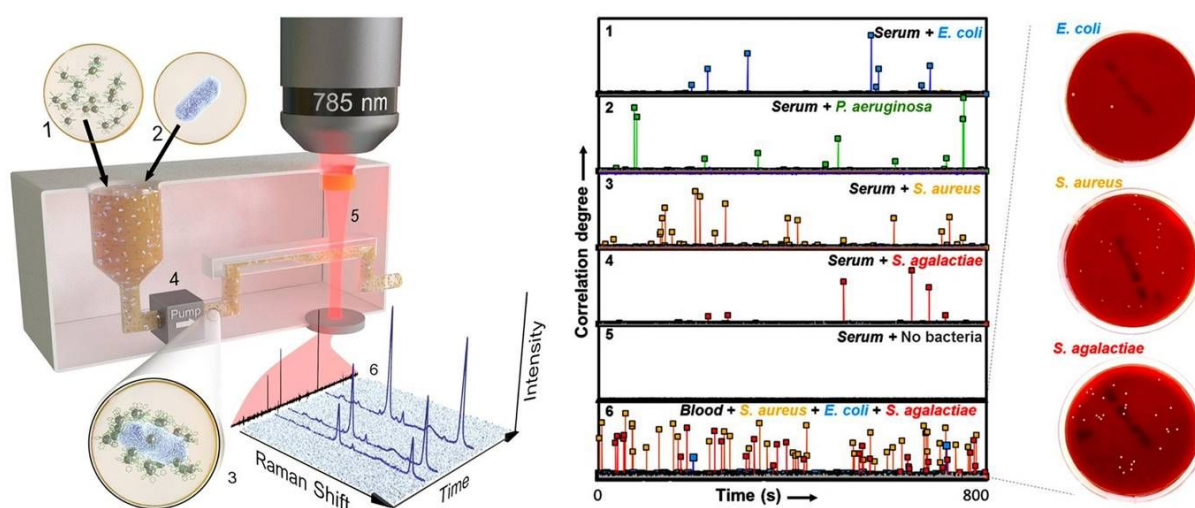 1
2
785 nm
5
4
Pump
6
3
Raman Shift
Time
Intensity
Correlation degree
1
Serum + E. coli
2
Serum + P. aeruginosa
3
Serum + S. aureus
4
Serum + S. agalactiae
5
Serum + No bacteria
6
Blood + S. aureus + E. coli + S. agalactiae
0
Time (s)
800
E. coli
S. aureus
S. agalactiae